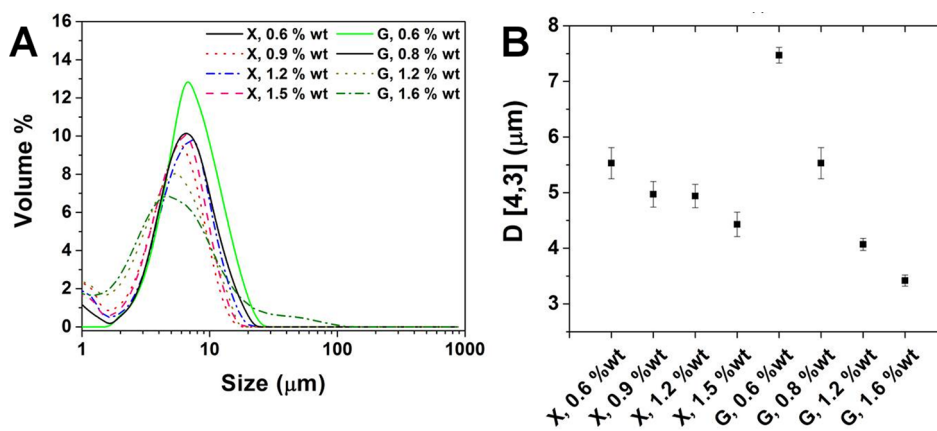 A
16
14
12
10
8
6
4
2
0
Volume %
X, 0.6 % wt
X, 0.9 % wt
X, 1.2 % wt
X, 1.5 % wt
G, 0.6 % wt
G, 0.8 % wt
G, 1.2 % wt
G, 1.6 % wt
1
10
100
1000
Size (μm)
B
8
7
6
5
4
3
D [4,3] (μm)
X, 0.6 %wt
X, 0.9 %wt
X, 1.2 %wt
X, 1.5 %wt
G, 0.6 %wt
G, 0.8 %wt
G, 1.2 %wt
G, 1.6 %wt